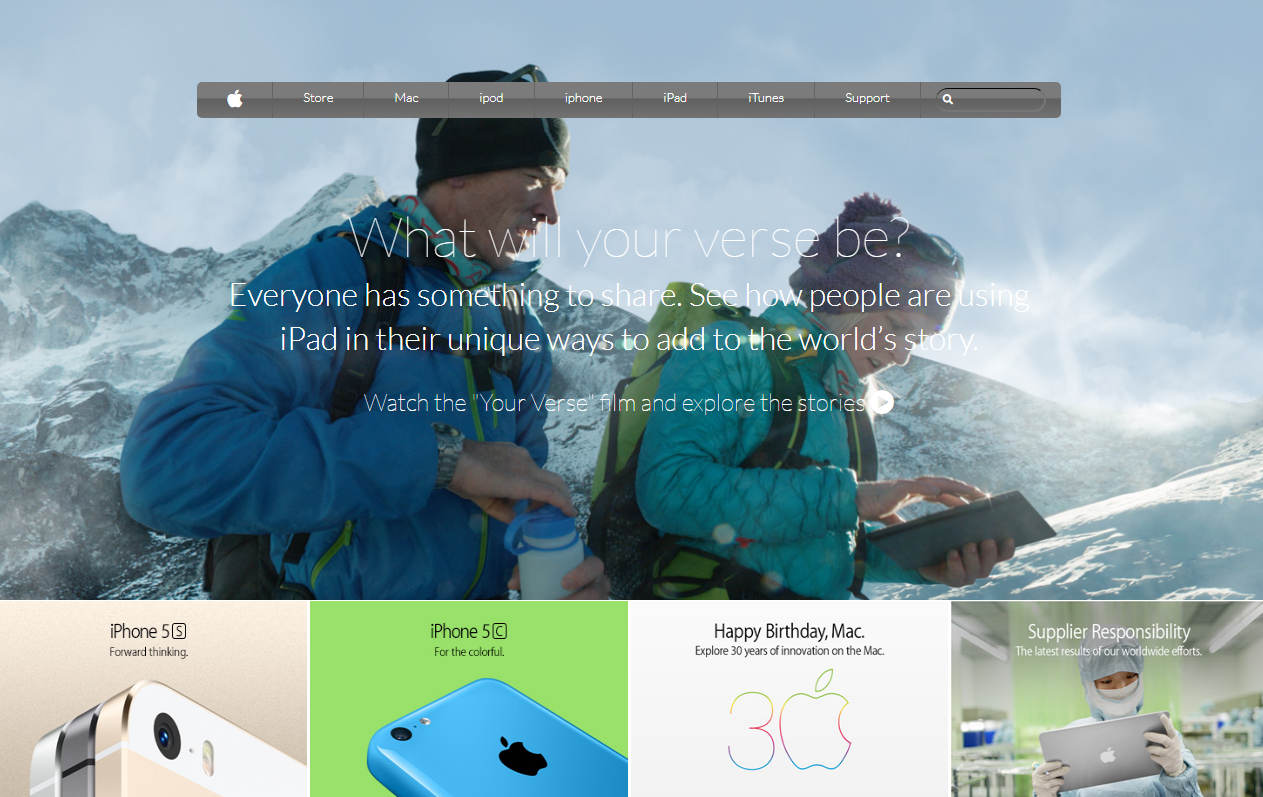 Store Mac ipod iphone iPad iTunes Support
What will your verse be?
Everyone has something to share. See how people are using
iPad in their unique ways to add to the world’s story.
Watch the "Your Verse" film and explore the stories
iPhone 5S
Forward thinking.
iPhone 5C
For the colorful.
Happy Birthday, Mac.
Explore 30 years of innovation on the Mac.
30
Supplier Responsibility
The latest results of our worldwide efforts.